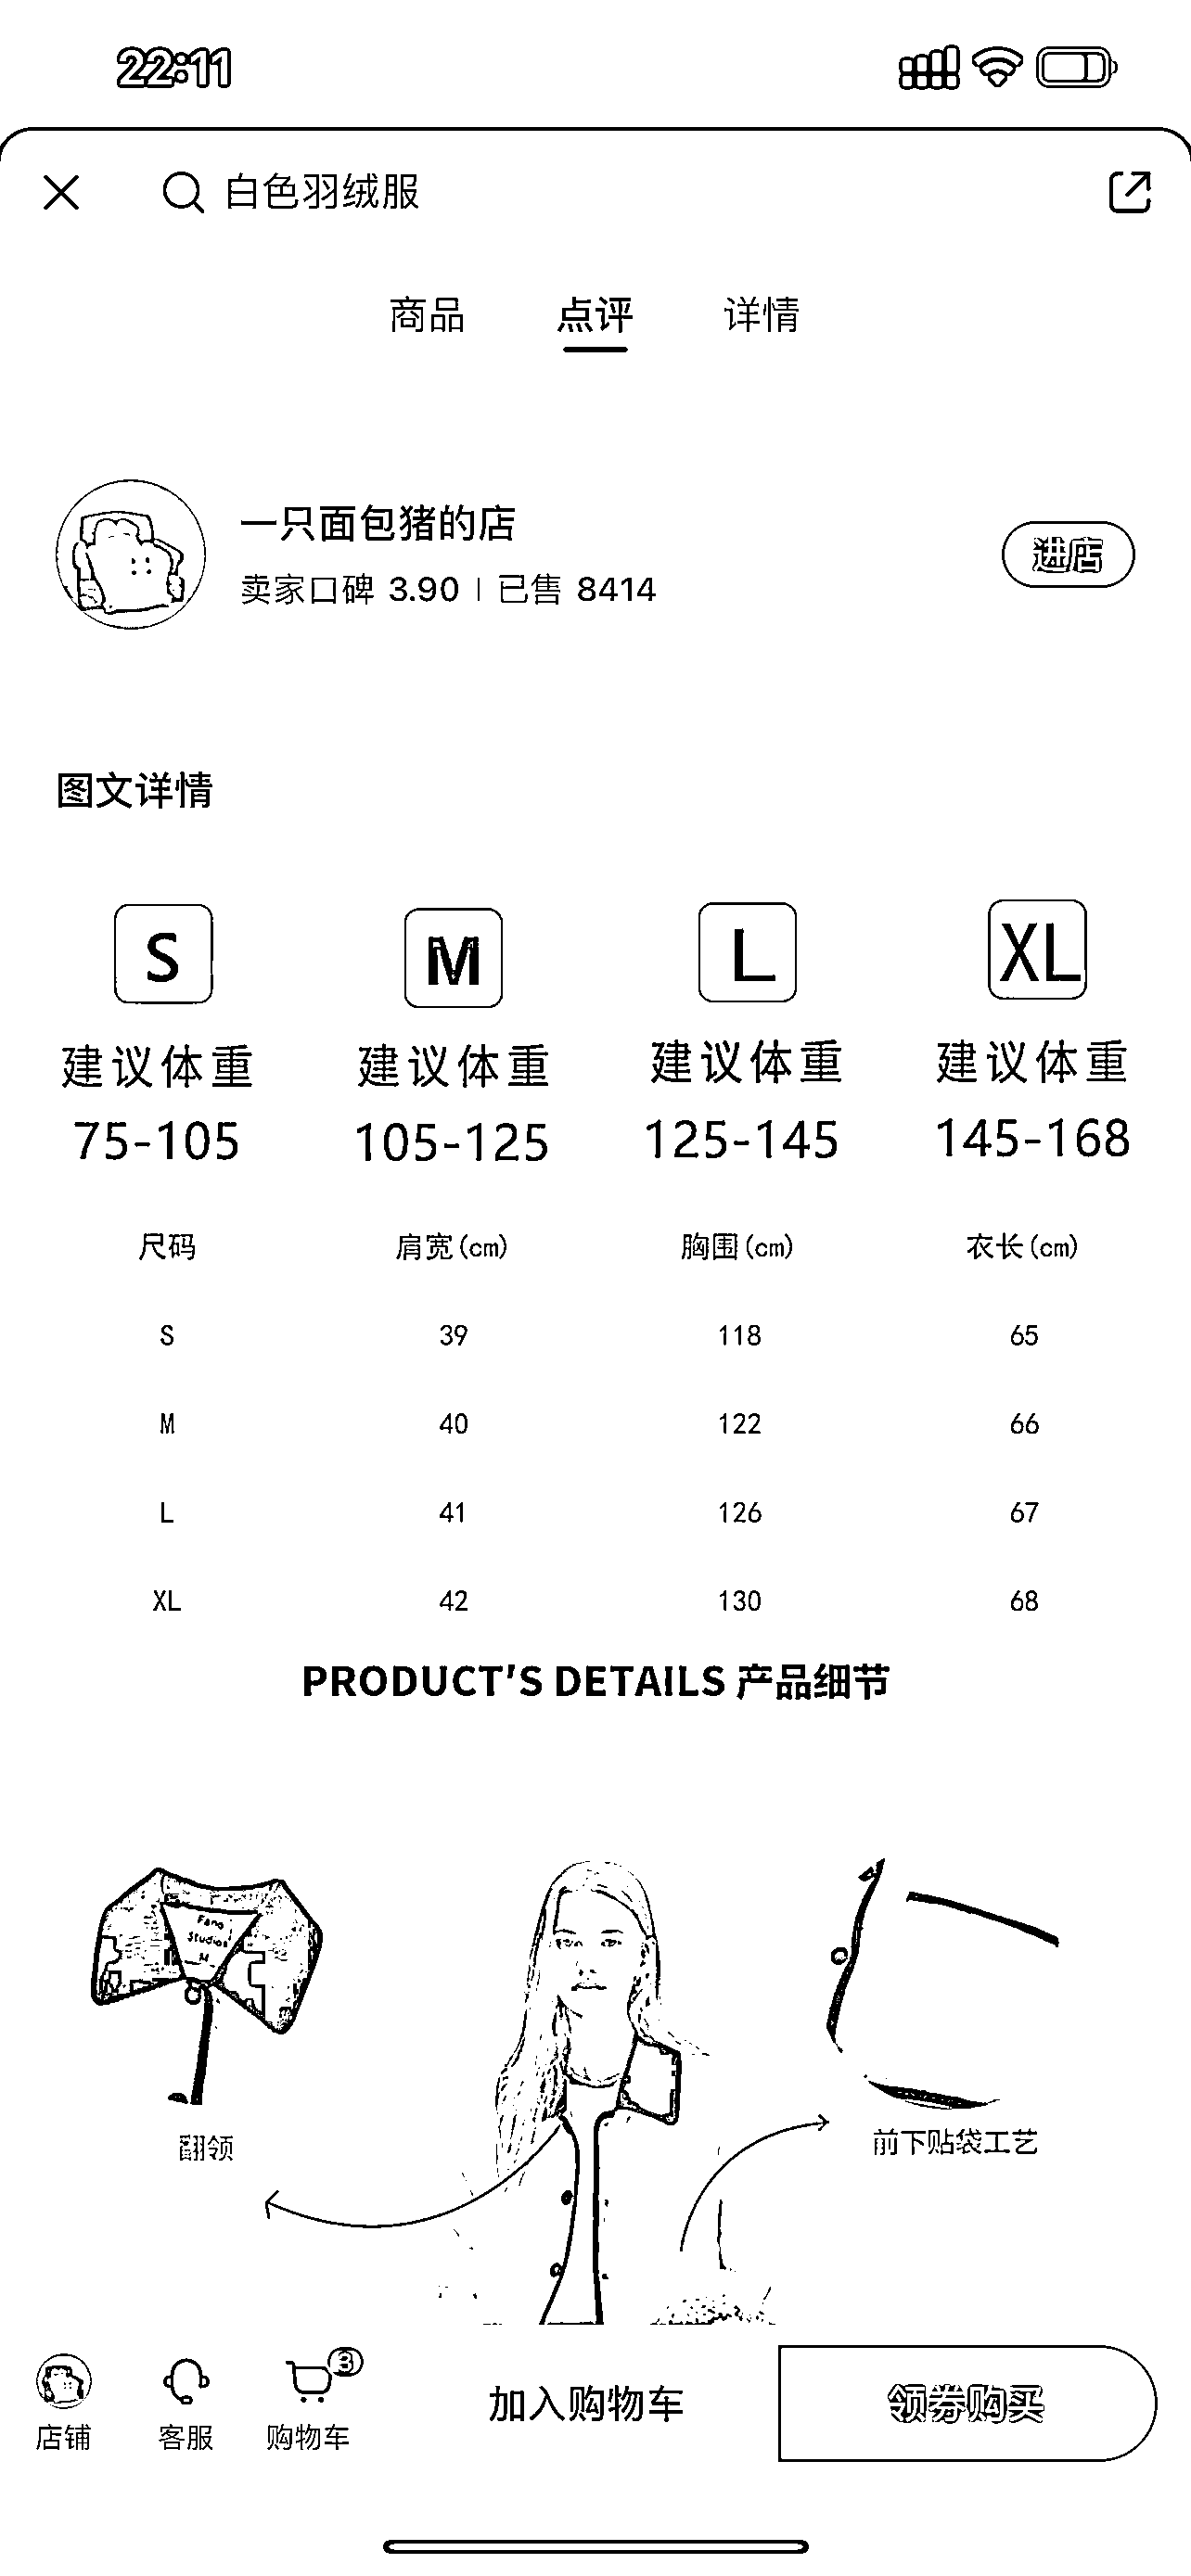 22:11
白色羽绒服
商品 点评 详情
一只面包猪的店
卖家口碑 3.90 | 已售 8414
进店
图文详情
S M L XL
建议体重 建议体重 建议体重 建议体重
75-105 105-125 125-145 145-168
尺码 肩宽(cm) 胸围(cm) 衣长(cm)
S 39 118 65
M 40 122 66
L 41 126 67
XL 42 130 68
PRODUCT'S DETAILS 产品细节
Fano
Studios
M
翻领
前下贴袋工艺
3
店铺 客服 购物车
加入购物车
领券购买